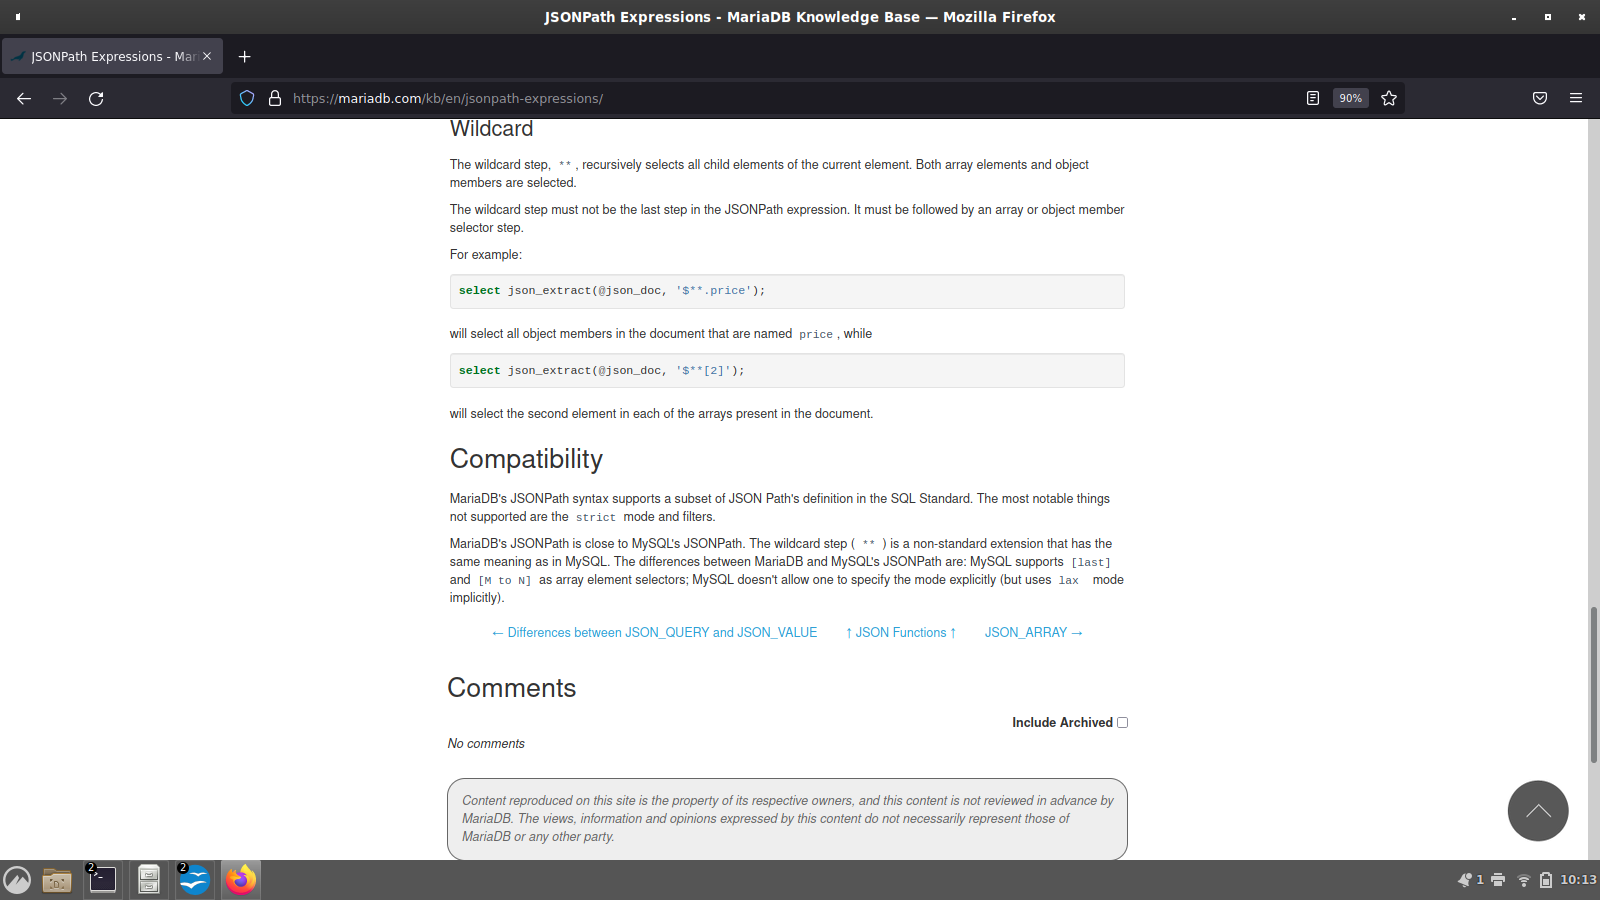 JSONPath Expressions - MariaDB Knowledge Base — Mozilla Firefox
JSONPath Expressions - Mar
https://mariadb.com/kb/en/jsonpath-expressions/
90%
Wildcard
The wildcard step, **, recursively selects all child elements of the current element. Both array elements and object
members are selected.
The wildcard step must not be the last step in the JSONPath expression. It must be followed by an array or object member
selector step.
For example:
select json_extract(@json_doc, '$**.price');
will select all object members in the document that are named price, while
select json_extract(@json_doc, '$**[2]');
will select the second element in each of the arrays present in the document.
Compatibility
MariaDB's JSONPath syntax supports a subset of JSON Path's definition in the SQL Standard. The most notable things
not supported are the strict mode and filters.
MariaDB's JSONPath is close to MySQL's JSONPath. The wildcard step ( ** ) is a non-standard extension that has the
same meaning as in MySQL. The differences between MariaDB and MySQL's JSONPath are: MySQL supports [last]
and [M to N] as array element selectors; MySQL doesn't allow one to specify the mode explicitly (but uses lax mode
implicitly).
← Differences between JSON_QUERY and JSON_VALUE ↑ JSON Functions ↑ JSON_ARRAY →
Comments
Include Archived
No comments
Content reproduced on this site is the property of its respective owners, and this content is not reviewed in advance by
MariaDB. The views, information and opinions expressed by this content do not necessarily represent those of
MariaDB or any other party.
2 2 1 10:13